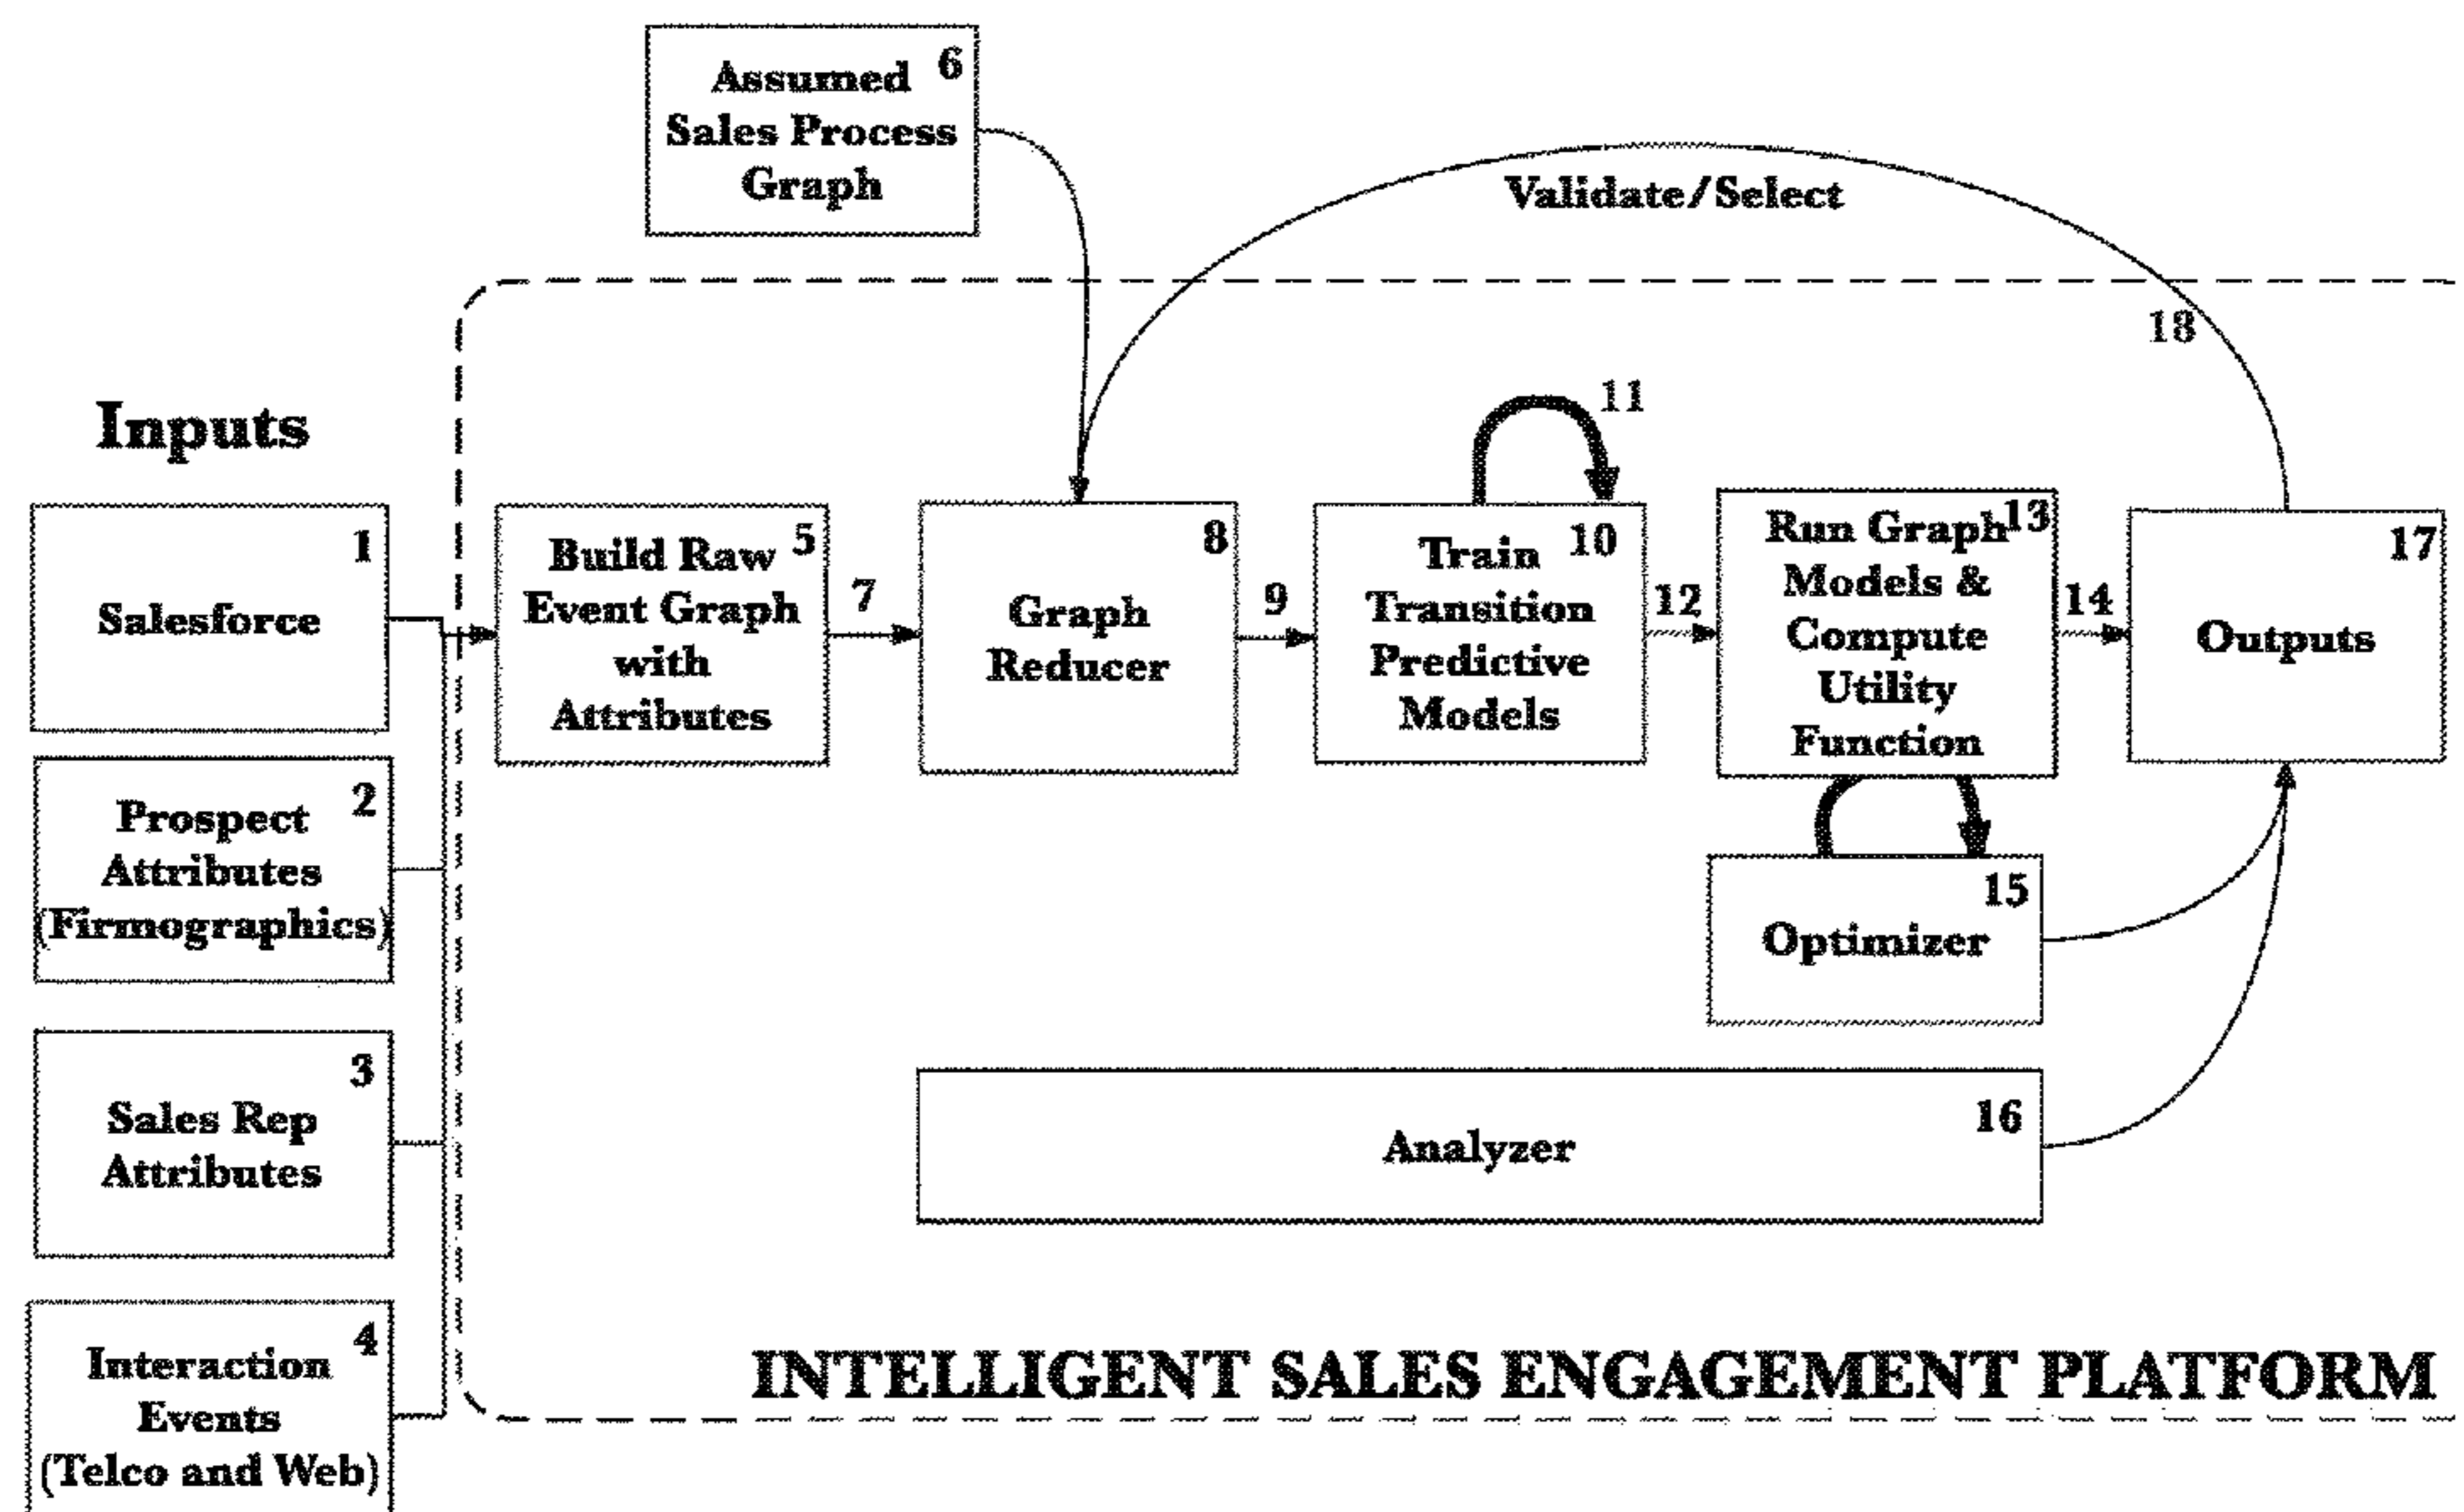 6
Assumed
Sales Process
Graph
Validate/Select
18
Inputs
11
1
Salesforce
5
Build Raw
Event Graph
with
Attributes
7
8
Graph
Reducer
9
10
Train
Transition
Predictive
Models
12
13
Run Graph
Models &
Compute
Utility
Function
14
17
Outputs
2
Prospect
Attributes
(Firmographics)
15
Optimizer
3
Sales Rep
Attributes
16
Analyzer
4
Interaction
Events
(Telco and Web)
INTELLIGENT SALES ENGAGEMENT PLATFORM